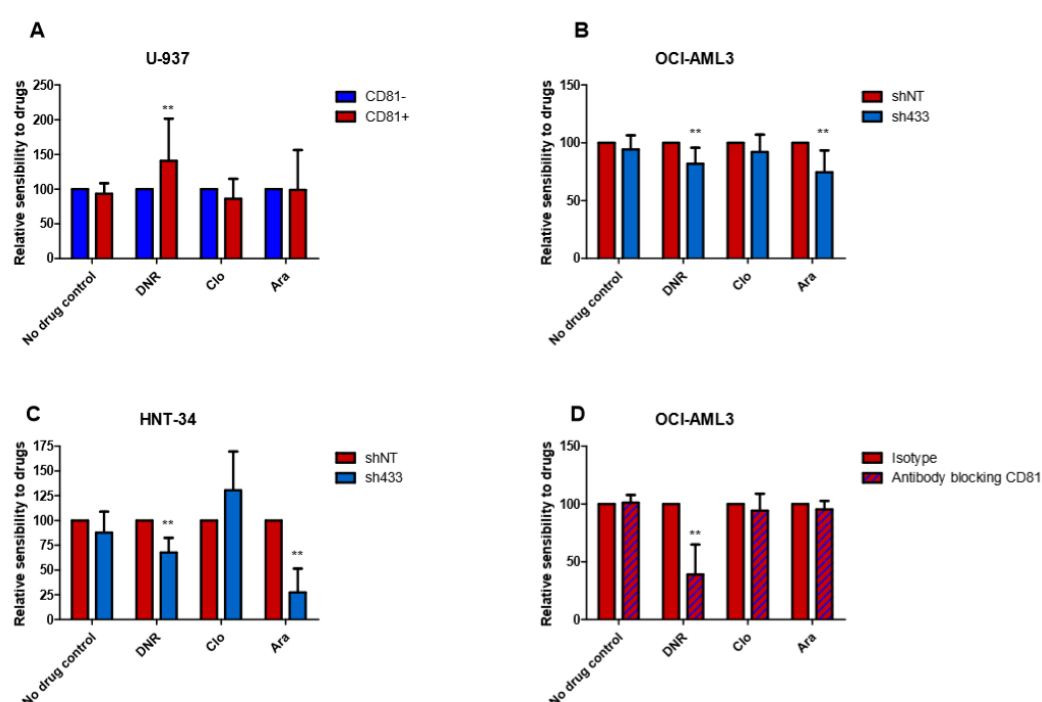 A
U-937
Relative sensibility to drugs
250
200
150
100
50
0
**
No drug control
DNR
Clo
Ara
CD81-
CD81+
B
OCI-AML3
Relative sensibility to drugs
150
100
50
0
**
**
No drug control
DNR
Clo
Ara
shNT
sh433
C
HNT-34
Relative sensibility to drugs
175
150
125
100
75
50
25
0
**
**
No drug control
DNR
Clo
Ara
shNT
sh433
D
OCI-AML3
Relative sensibility to drugs
150
100
50
0
**
No drug control
DNR
Clo
Ara
Isotype
Antibody blocking CD81